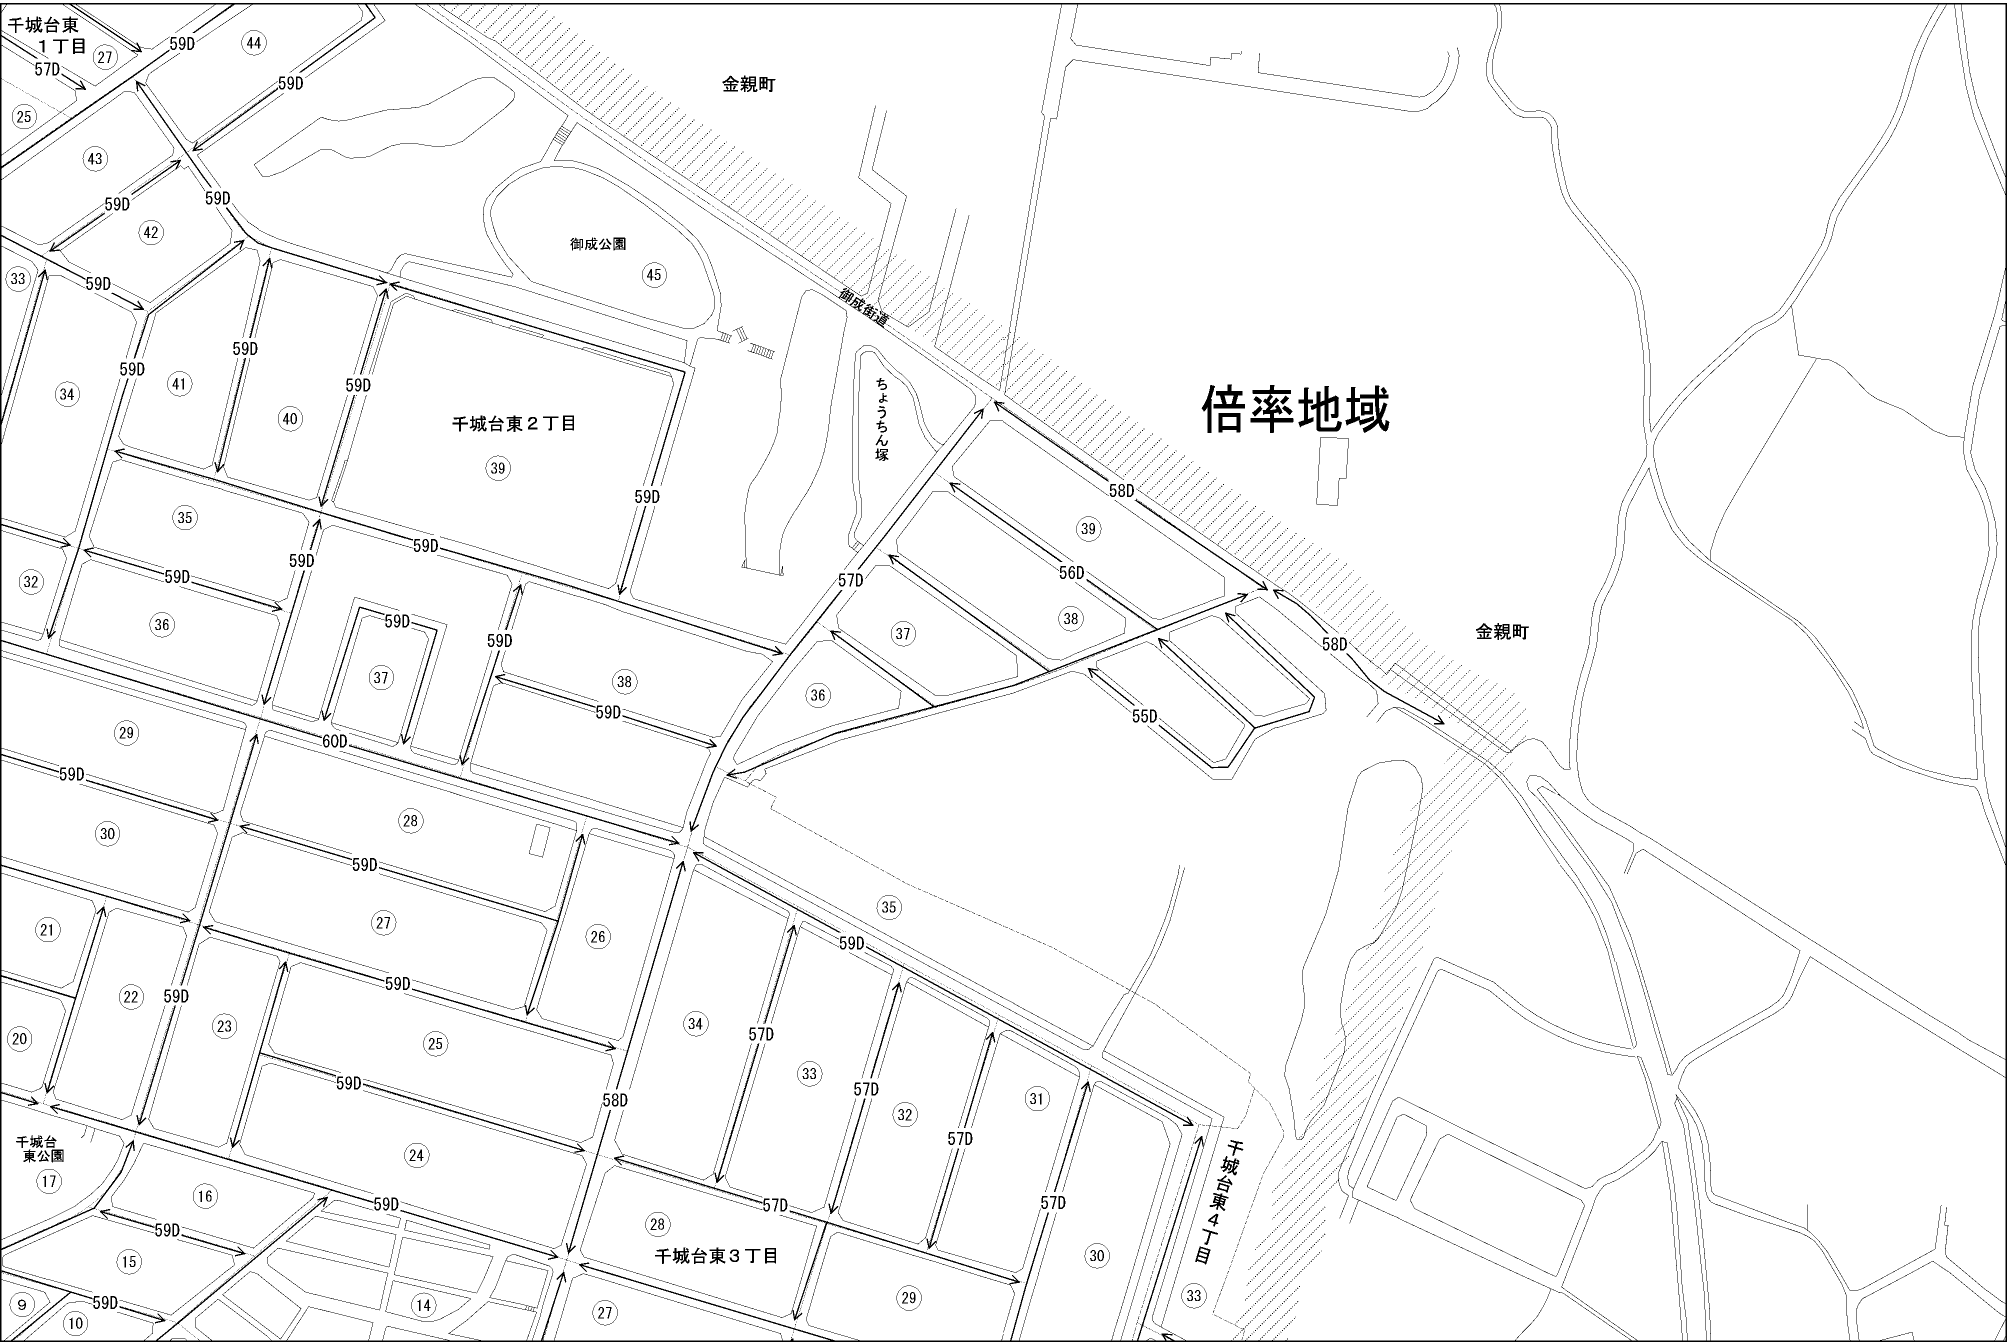 千城台東
１丁目
27
59D
44
57D
59D
25
43
59D
59D
42
33
59D
金親町
御成公園
45
御成街道
59D
59D
59D
34
41
40
千城台東２丁目
39
ちょうちん塚
倍率地域
59D
58D
39
35
59D
59D
32
59D
57D
56D
36
59D
59D
37
38
37
38
金親町
58D
36
59D
55D
29
60D
59D
30
28
59D
21
27
26
35
59D
22
59D
59D
20
23
25
34
57D
33
59D
58D
57D
32
31
57D
千城台
東公園
17
24
16
59D
59D
57D
57D
千城台東４丁目
28
千城台東３丁目
30
15
59D
9
10
14
27
29
33